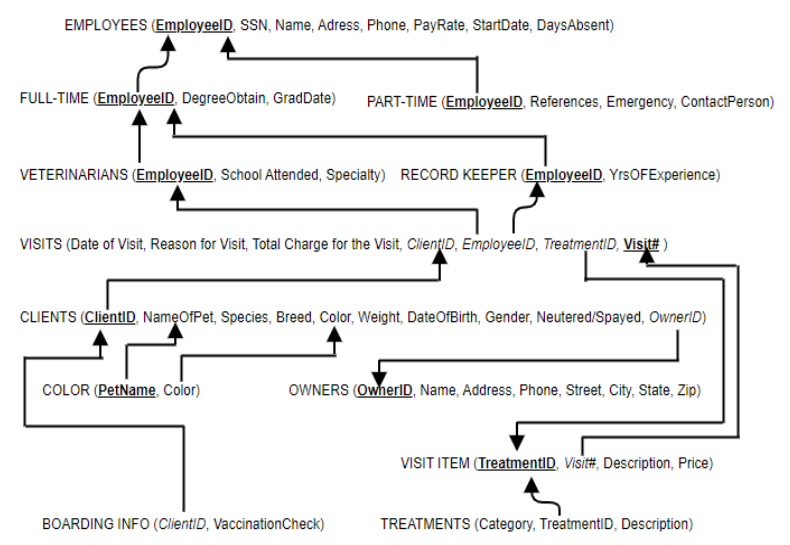 EMPLOYEES (EmployeeID, SSN, Name, Adress, Phone, PayRate, StartDate, DaysAbsent)
FULL-TIME (EmployeeID, DegreeObtain, GradDate)
PART-TIME (EmployeeID, References, Emergency, ContactPerson)
VETERINARIANS (EmployeeID, School Attended, Specialty)
RECORD KEEPER (EmployeeID, YrsOFExperience)
VISITS (Date of Visit, Reason for Visit, Total Charge for the Visit, ClientID, EmployeeID, TreatmentID, Visit# )
CLIENTS (ClientID, NameOfPet, Species, Breed, Color, Weight, DateOfBirth, Gender, Neutered/Spayed, OwnerID)
COLOR (PetName, Color)
OWNERS (OwnerID, Name, Address, Phone, Street, City, State, Zip)
VISIT ITEM (TreatmentID, Visit#, Description, Price)
BOARDING INFO (ClientID, VaccinationCheck)
TREATMENTS (Category, TreatmentID, Description)